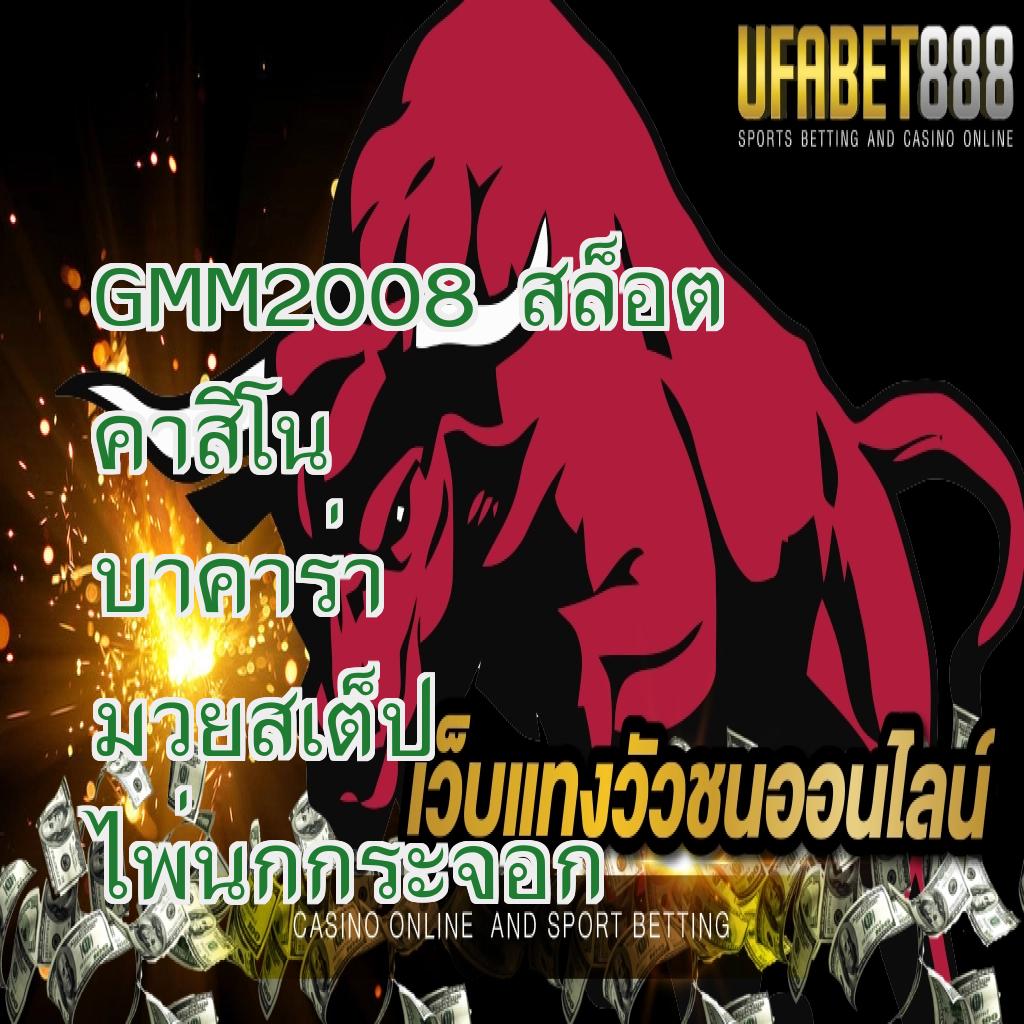 UFABET888
SPORTS BETTING AND CASINO ONLINE
GMM2008 สล็อต
คาสิโน
บาคาร่า
มวยสเต็ป
ไพ่นกกระจอก
เว็บแทงวัวชนออนไลน์
CASINO ONLINE AND SPORT BETTING